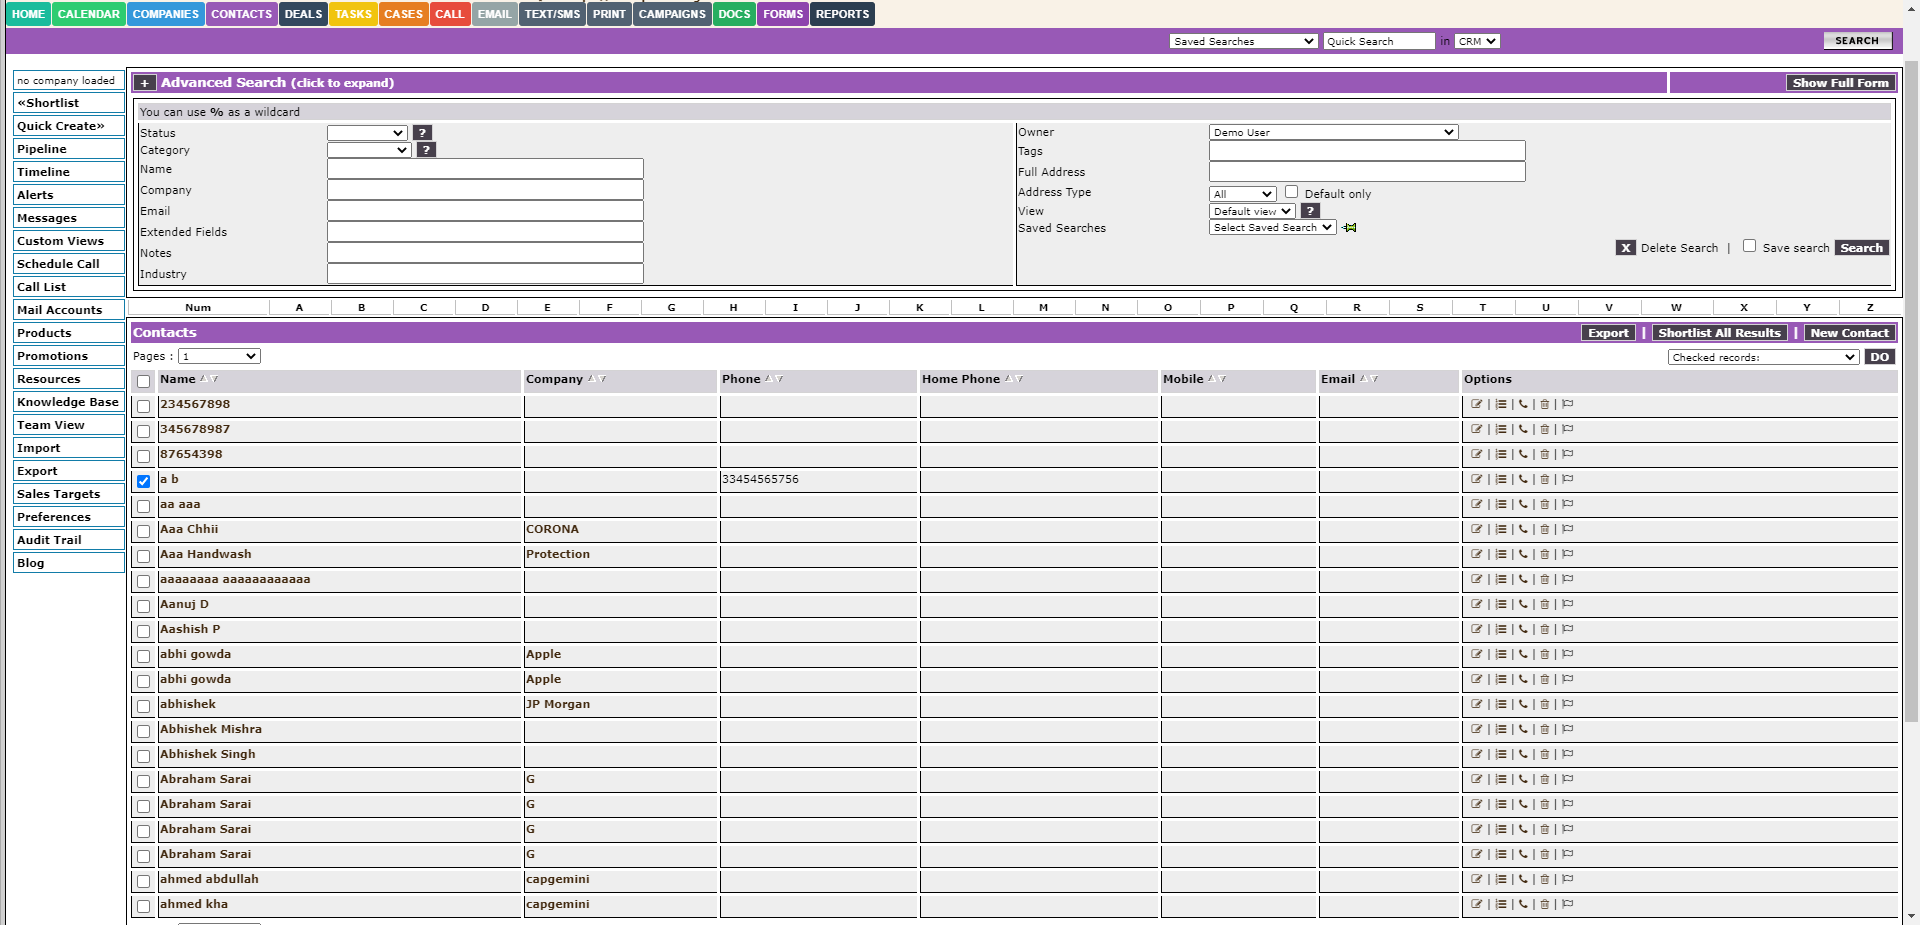 HOME CALENDAR COMPANIES CONTACTS DEALS TASKS CASES CALL EMAIL TEXT/SMS PRINT CAMPAIGNS DOCS FORMS REPORTS
Saved Searches Quick Search in CRM SEARCH
no company loaded
«Shortlist
Quick Create»
Pipeline
Timeline
Alerts
Messages
Custom Views
Schedule Call
Call List
Mail Accounts
Products
Promotions
Resources
Knowledge Base
Team View
Import
Export
Sales Targets
Preferences
Audit Trail
Blog
+ Advanced Search (click to expand) Show Full Form
You can use % as a wildcard
Status ?
Category ?
Name
Company
Email
Extended Fields
Notes
Industry
Owner Demo User
Tags
Full Address
Address Type All Default only
View Default view ?
Saved Searches Select Saved Search
X Delete Search | Save search Search
Num A B C D E F G H I J K L M N O P Q R S T U V W X Y Z
Contacts Export | Shortlist All Results | New Contact
Pages : 1 Checked records: DO
Name Company Phone Home Phone Mobile Email Options
234567898
345678987
87654398
a b 33454565756
aa aaa
Aaa Chhii CORONA
Aaa Handwash Protection
aaaaaaaa aaaaaaaaaaaa
Aanuj D
Aashish P
abhi gowda Apple
abhi gowda Apple
abhishek JP Morgan
Abhishek Mishra
Abhishek Singh
Abraham Sarai G
Abraham Sarai G
Abraham Sarai G
Abraham Sarai G
ahmed abdullah capgemini
ahmed kha capgemini